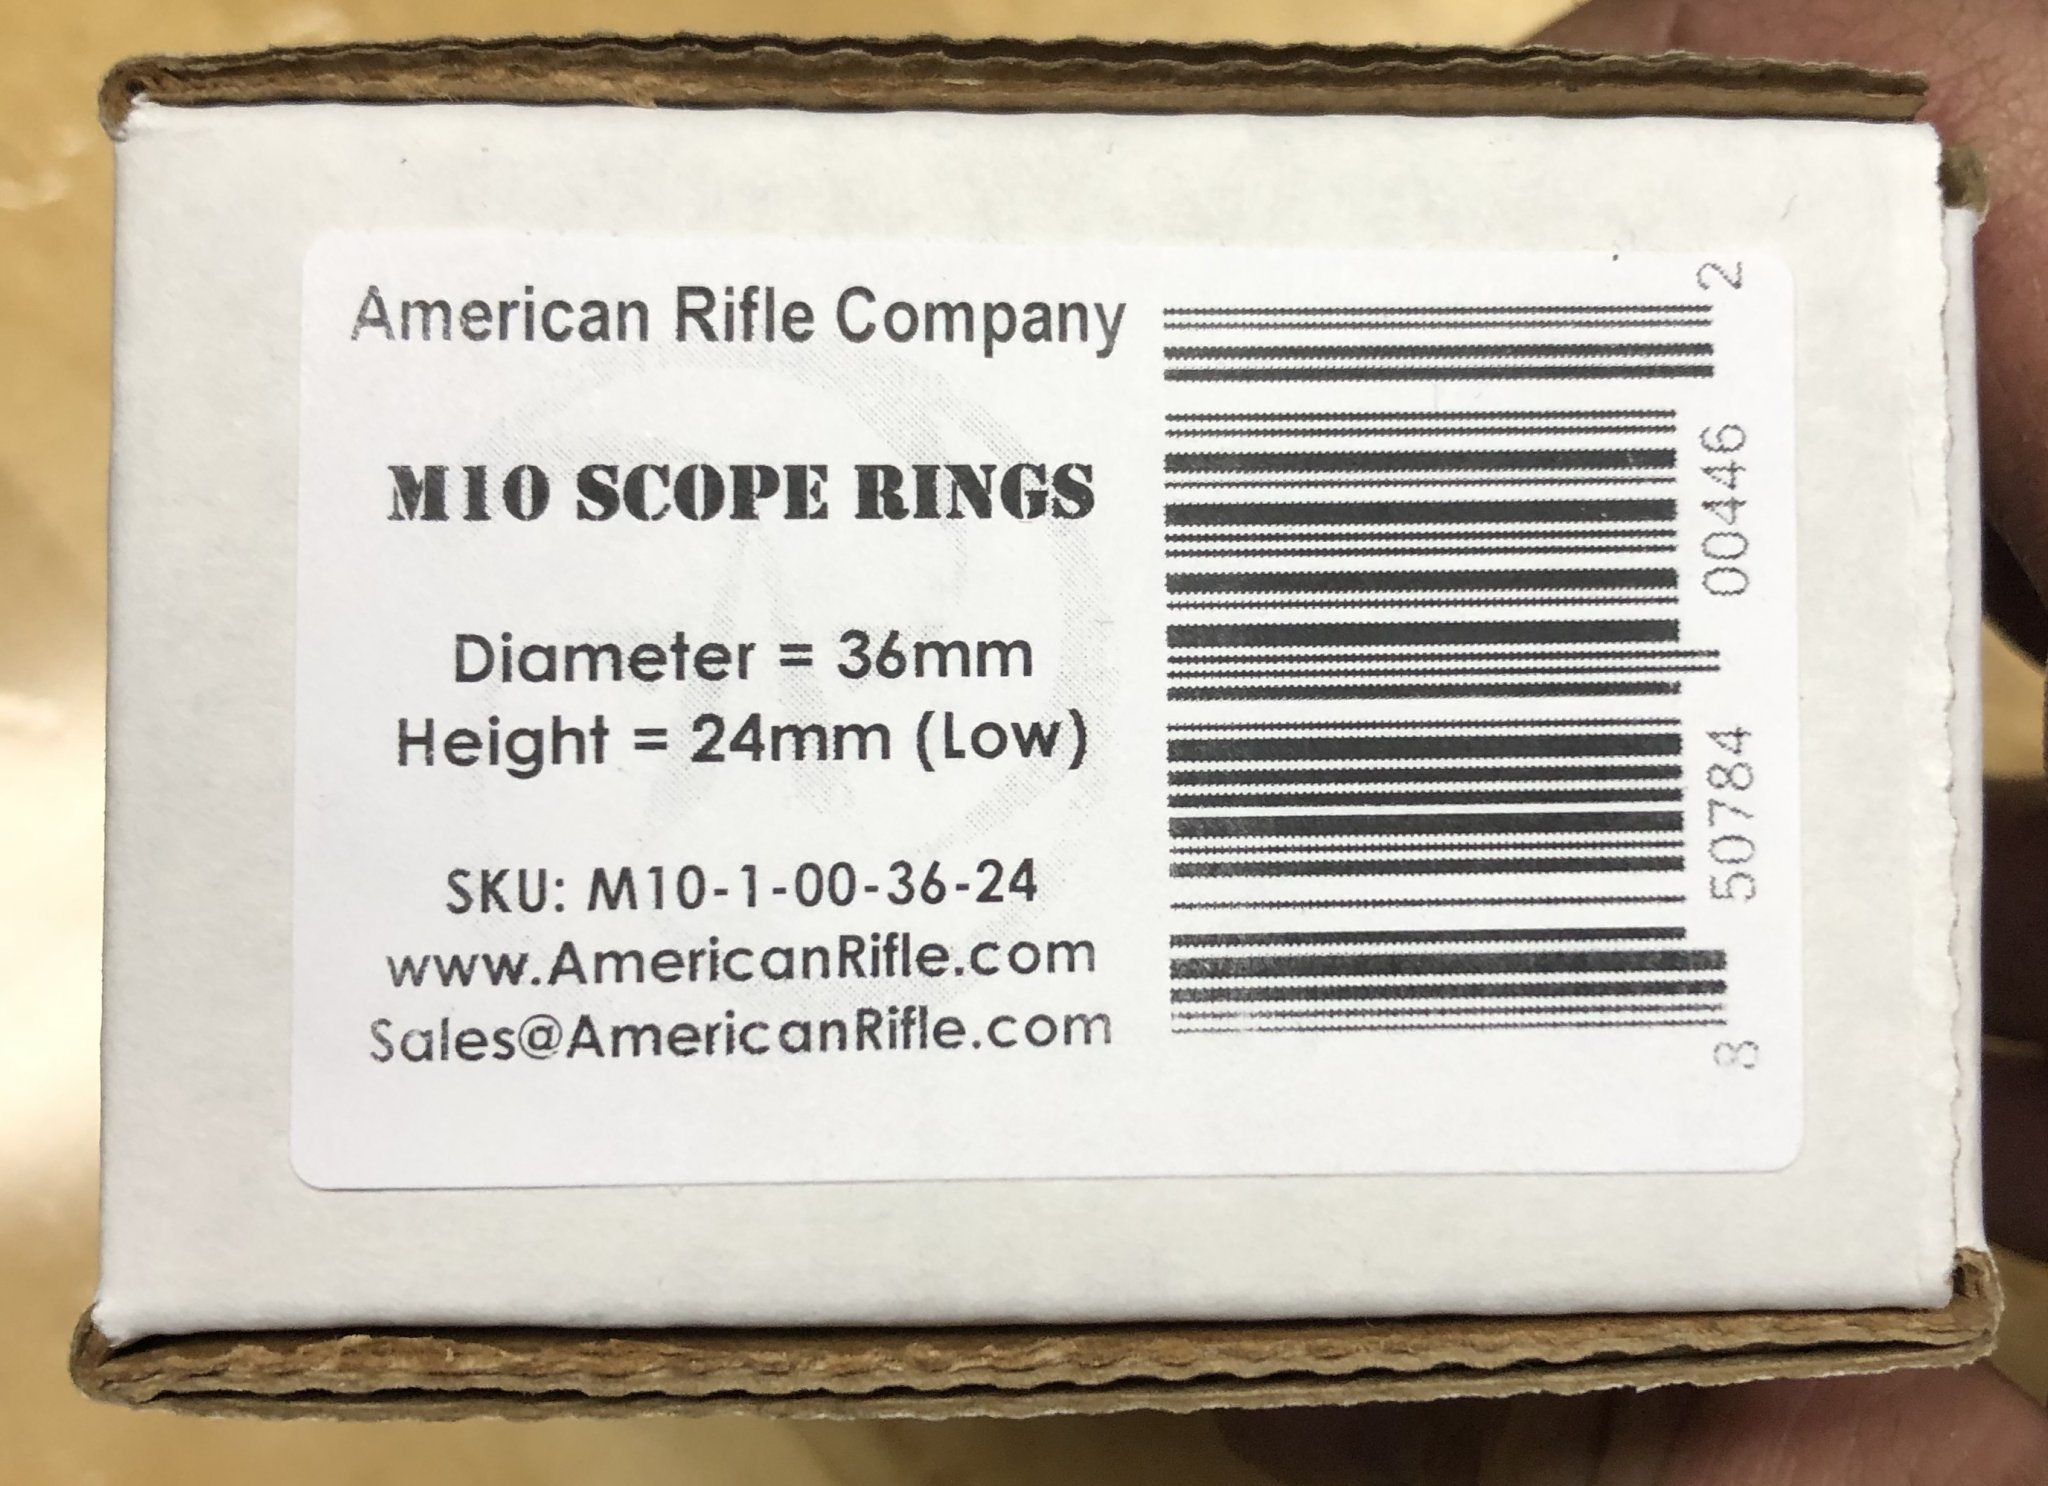 American Rifle Company
M10 SCOPE RINGS
Diameter = 36mm
Height = 24mm (Low)
SKU: M10-1-00-36-24
www.AmericanRifle.com
Sales@AmericanRifle.com
8 50784 00446 2